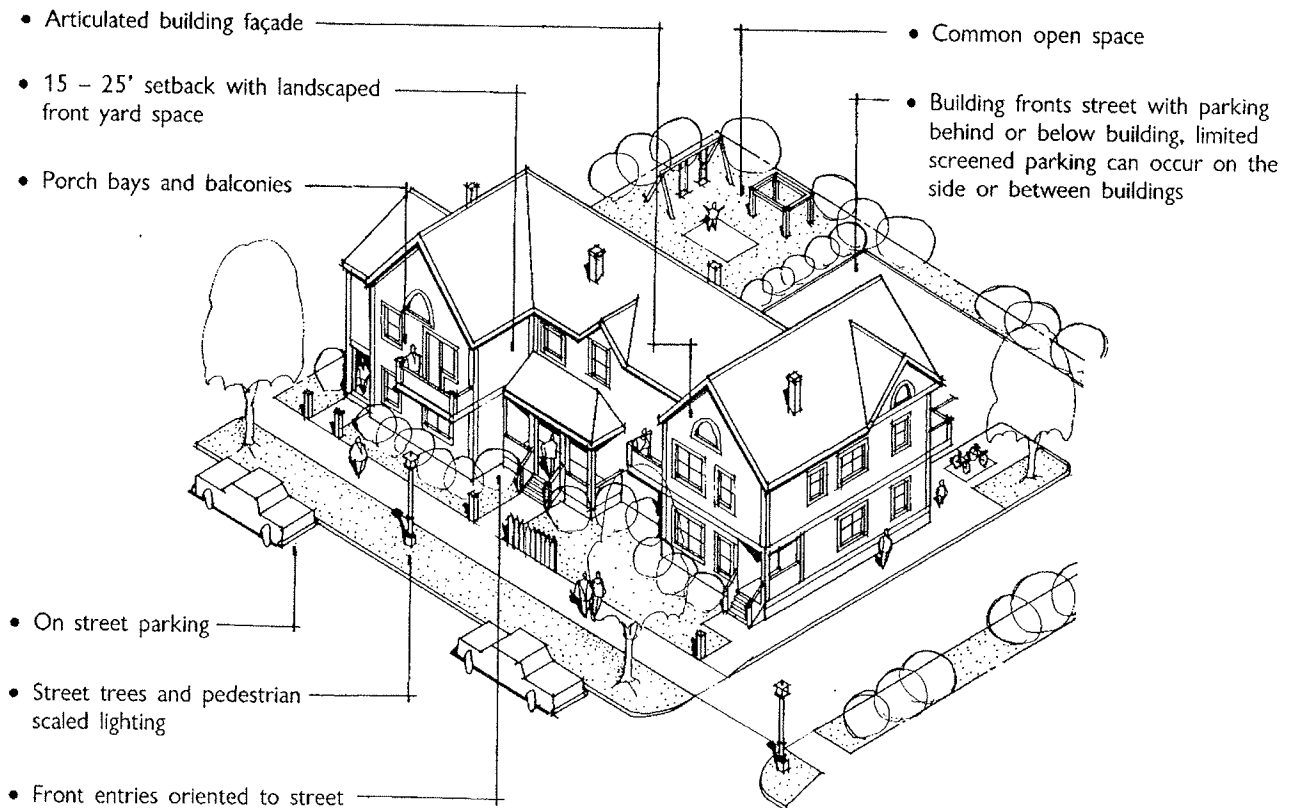 • Articulated building façade
• 15 – 25' setback with landscaped
front yard space
• Porch bays and balconies
• Common open space
• Building fronts street with parking
behind or below building, limited
screened parking can occur on the
side or between buildings
• On street parking
• Street trees and pedestrian
scaled lighting
• Front entries oriented to street